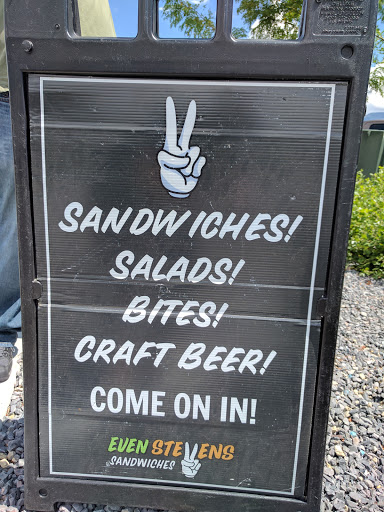 SANDWICHES!
SALADS!
BITES!
CRAFT BEER!
COME ON IN!
EVEN STEVENS
SANDWICHES